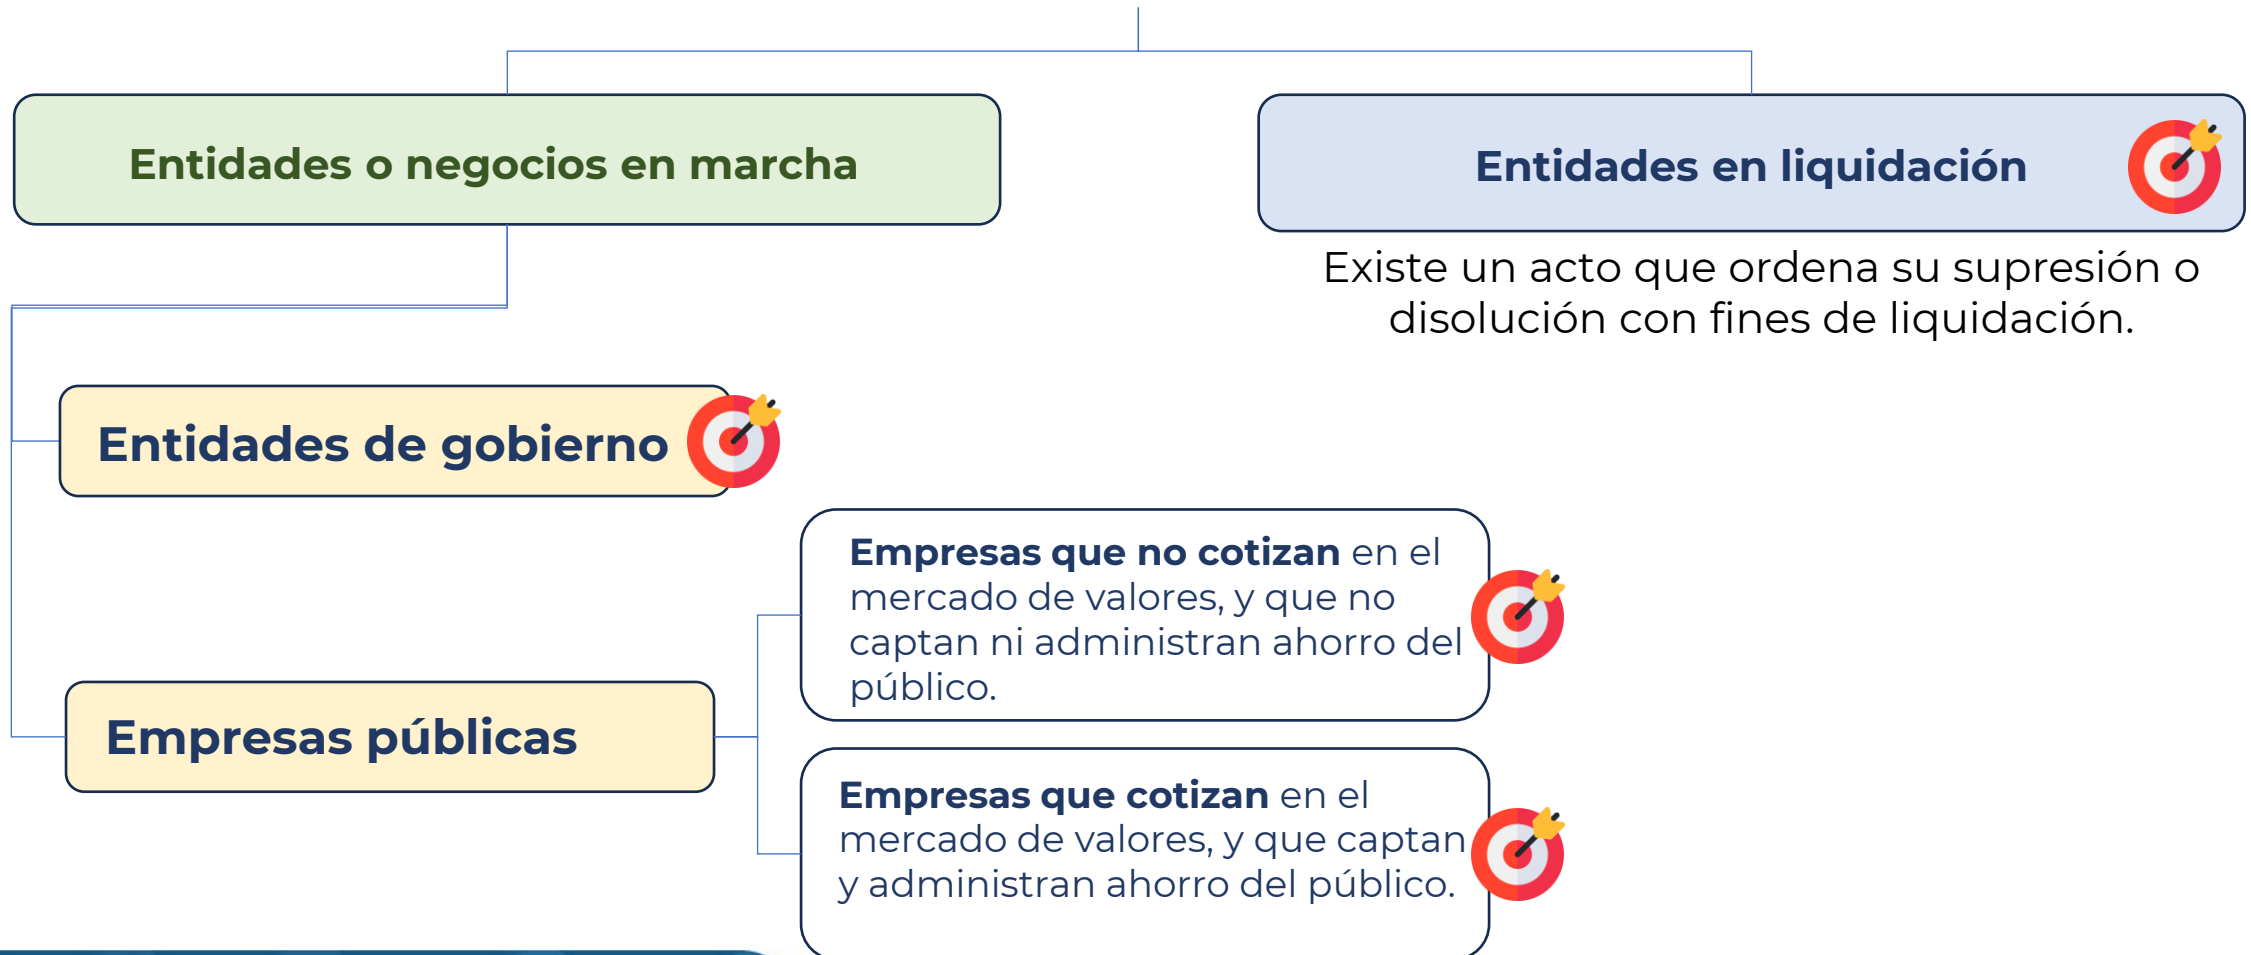 Entidades o negocios en marcha
Entidades en liquidación
Existe un acto que ordena su supresión o
disolución con fines de liquidación.
Entidades de gobierno
Empresas que no cotizan en el
mercado de valores, y que no
captan ni administran ahorro del
público.
Empresas públicas
Empresas que cotizan en el
mercado de valores, y que captan
y administran ahorro del público.